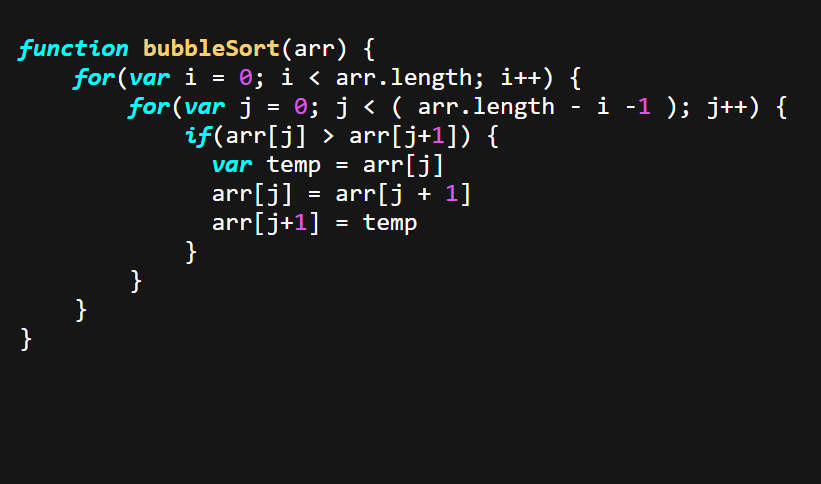 function bubbleSort(arr) {
    for(var i = 0; i < arr.length; i++) {
        for(var j = 0; j < ( arr.length - i -1 ); j++) {
            if(arr[j] > arr[j+1]) {
              var temp = arr[j]
              arr[j] = arr[j + 1]
              arr[j+1] = temp
            }
        }
    }
}